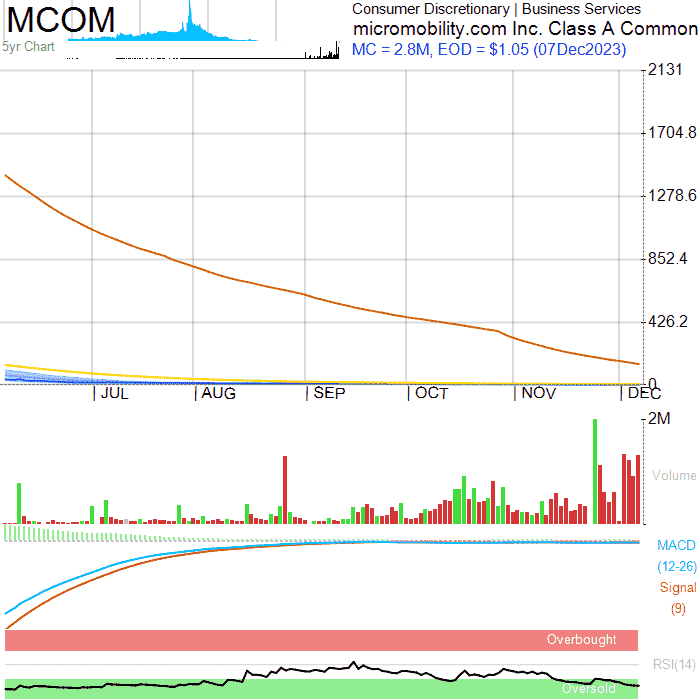 MCOM
5yr Chart
Consumer Discretionary | Business Services
micromobility.com Inc. Class A Common
MC = 2.8M, EOD = $1.05 (07Dec2023)
2131
1704.8
1278.6
852.4
426.2
0
JUL
AUG
SEP
OCT
NOV
DEC
2M
Volume
MACD
(12-26)
Signal
(9)
Overbought
RSI(14)
Oversold